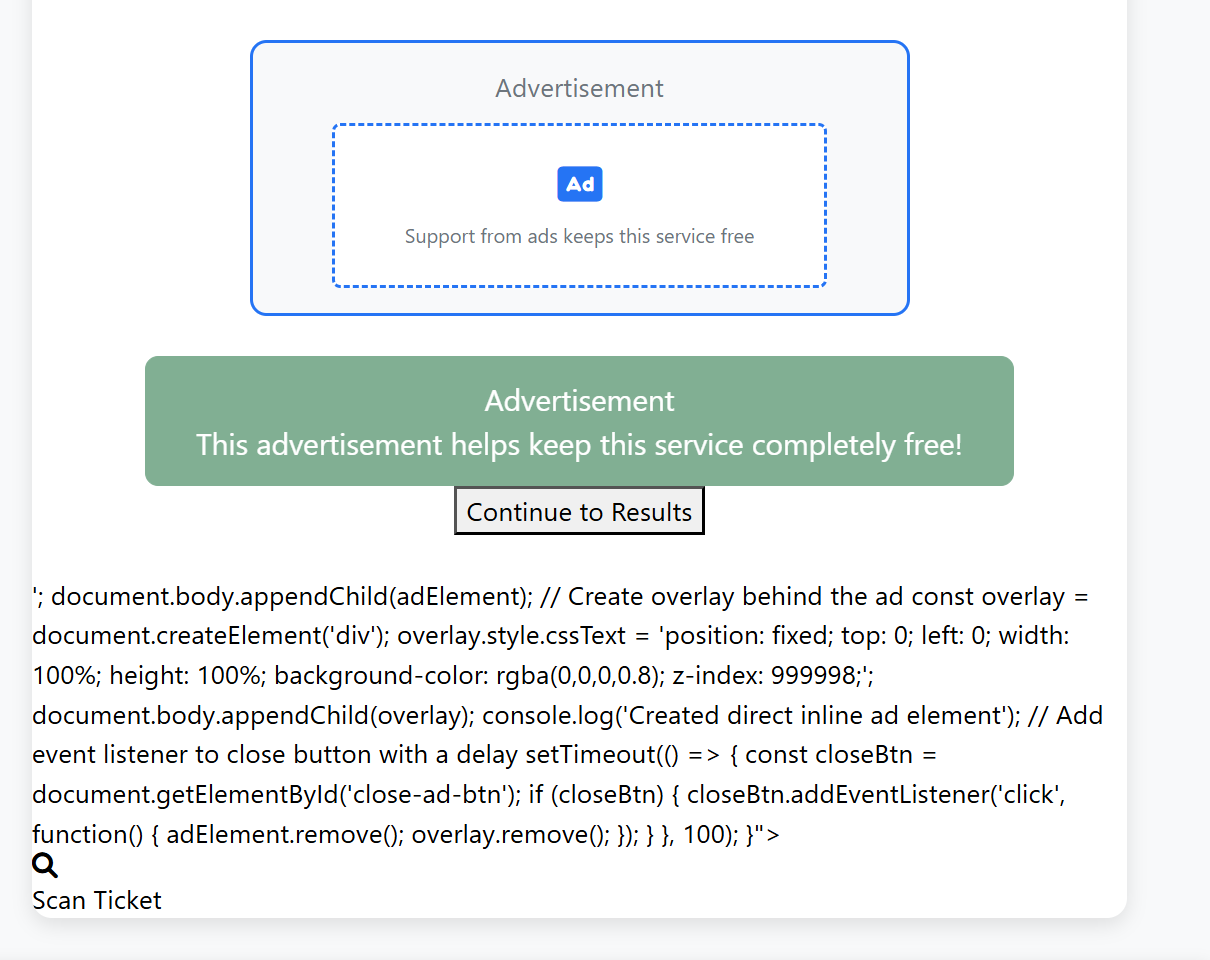 Advertisement
Ad
Support from ads keeps this service free
Advertisement
This advertisement helps keep this service completely free!
Continue to Results
'; document.body.appendChild(adElement); // Create overlay behind the ad const overlay =
document.createElement('div'); overlay.style.cssText = 'position: fixed; top: 0; left: 0; width:
100%; height: 100%; background-color: rgba(0,0,0,0.8); z-index: 999998;';
document.body.appendChild(overlay); console.log('Created direct inline ad element'); // Add
event listener to close button with a delay setTimeout(() => { const closeBtn =
document.getElementById('close-ad-btn'); if (closeBtn) { closeBtn.addEventListener('click',
function() { adElement.remove(); overlay.remove(); }); } }, 100); }">
Scan Ticket